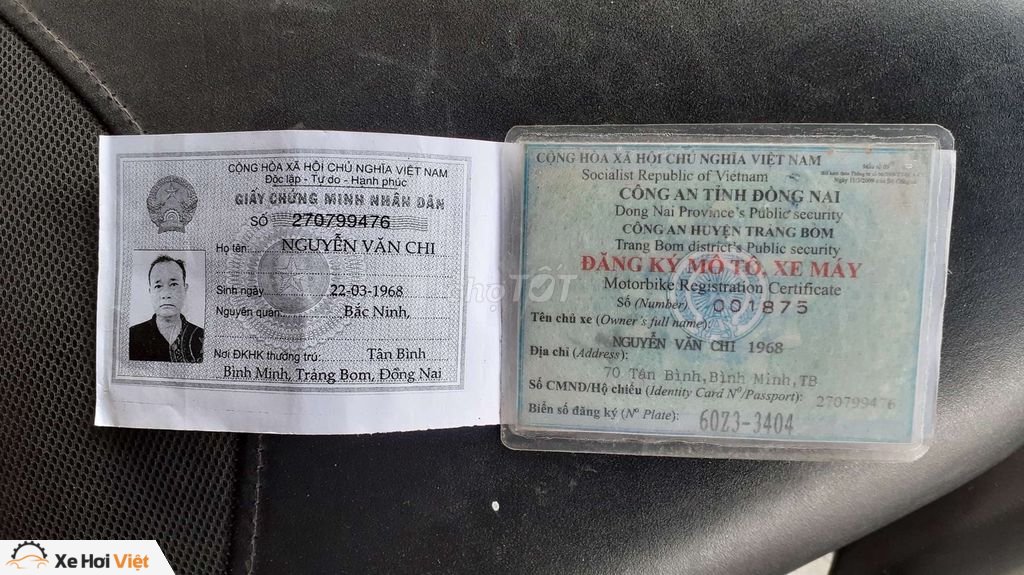 CỘNG HÒA XÃ HỘI CHỦ NGHĨA VIỆT NAM
Độc lập - Tự do - Hạnh phúc
GIẤY CHỨNG MINH NHÂN DÂN
SỐ 270799476
Họ tên: NGUYỄN VĂN CHI
Sinh ngày 22-03-1968
Nguyên quán: Bắc Ninh,
Nơi ĐKHK thường trú: Tân Bình
Bình Minh, Trảng Bom, Đồng Nai
CỘNG HÒA XÃ HỘI CHỦ NGHĨA VIỆT NAM
Socialist Republic of Vietnam
CÔNG AN TỈNH ĐỒNG NAI
Dong Nai Province's Public security
CÔNG AN HUYỆN TRẢNG BOM
Trang Bom district's Public security
ĐĂNG KÝ MÔ TÔ, XE MÁY
Motorbike Registration Certificate
Số (Number) 001875
Tên chủ xe (Owner's full name):
NGUYỄN VĂN CHI 1968
Địa chỉ (Address):
70 Tân Bình,Bình Minh,TB
Số CMND/Hộ chiếu (Identity Card Nº/Passport): 270799476
Biển số đăng ký (Nº Plate): 60Z3-3404
chợTỐT
Xe Hơi Việt